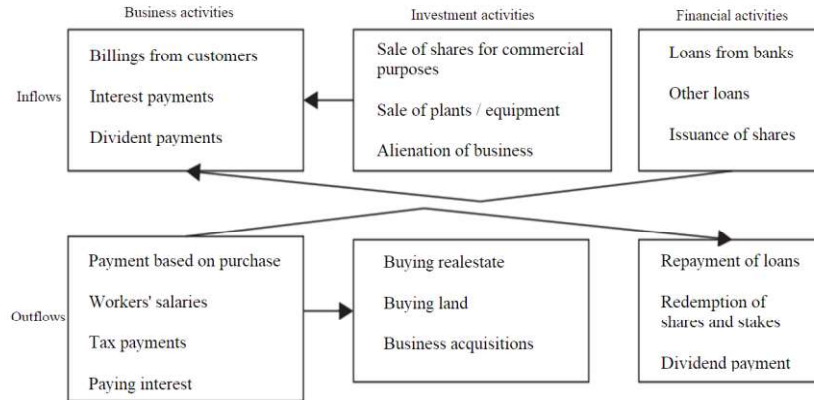 Business activities
Investment activities
Financial activities
Inflows
Billings from customers
Interest payments
Divident payments
Sale of shares for commercial
purposes
Sale of plants / equipment
Alienation of business
Loans from banks
Other loans
Issuance of shares
Outflows
Payment based on purchase
Workers' salaries
Tax payments
Paying interest
Buying realestate
Buying land
Business acquisitions
Repayment of loans
Redemption of
shares and stakes
Dividend payment